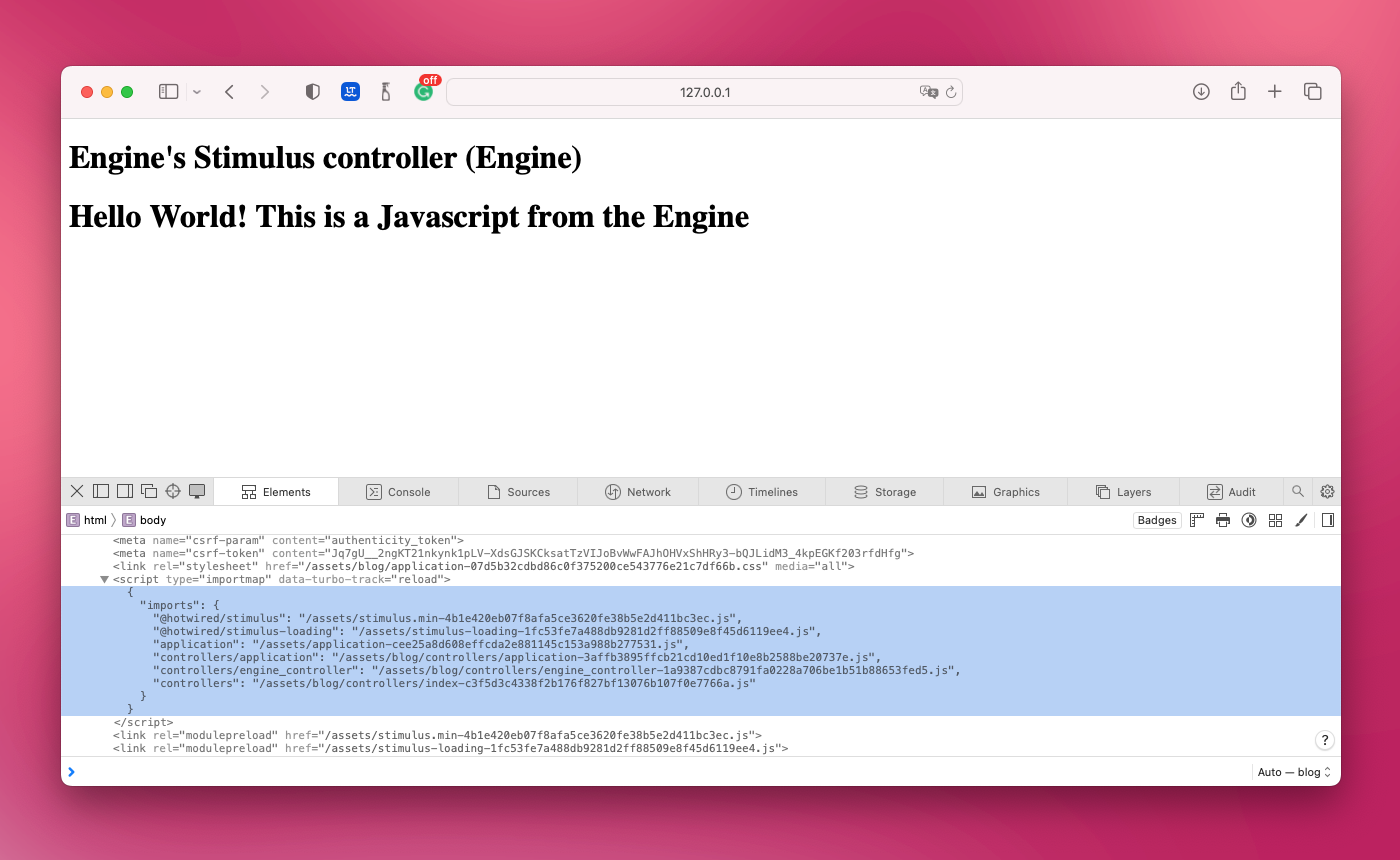 off
LT
127.0.0.1
Engine's Stimulus controller (Engine)
Hello World! This is a Javascript from the Engine
Elements
Console
Sources
Network
Timelines
Storage
Graphics
Layers
Audit
E html
E body
Badges
<meta name="csrf-param" content="authenticity_token">
<meta name="csrf-token" content="Jq7gU__2ngKT21nkynk1pLV-XdsGJSKCksatTzVIJoBvWwFAJhOHVxShHRy3-bQJLidM3_4kpEGKf203rfdHfg">
<link rel="stylesheet" href="/assets/blog/application-07d5b32cdbd86c0f375200ce543776e21c7df66b.css" media="all">
<script type="importmap" data-turbo-track="reload">
{
"imports": {
"@hotwired/stimulus": "/assets/stimulus.min-4b1e420eb07f8afa5ce3620fe38b5e2d411bc3ec.js",
"@hotwired/stimulus-loading": "/assets/stimulus-loading-1fc53fe7a488db9281d2ff88509e8f45d6119ee4.js",
"application": "/assets/application-cee25a8d608effcda2e881145c153a988b277531.js",
"controllers/application": "/assets/blog/controllers/application-3affb3895ffcb21cd10ed1f10e8b2588be20737e.js",
"controllers/engine_controller": "/assets/blog/controllers/engine_controller-1a9387cdbc8791fa0228a706be1b51b88653fed5.js",
"controllers": "/assets/blog/controllers/index-c3f5d3c4338f2b176f827bf13076b107f0e7766a.js"
}
}
</script>
<link rel="modulepreload" href="/assets/stimulus.min-4b1e420eb07f8afa5ce3620fe38b5e2d411bc3ec.js">
<link rel="modulepreload" href="/assets/stimulus-loading-1fc53fe7a488db9281d2ff88509e8f45d6119ee4.js">
?
Auto — blog